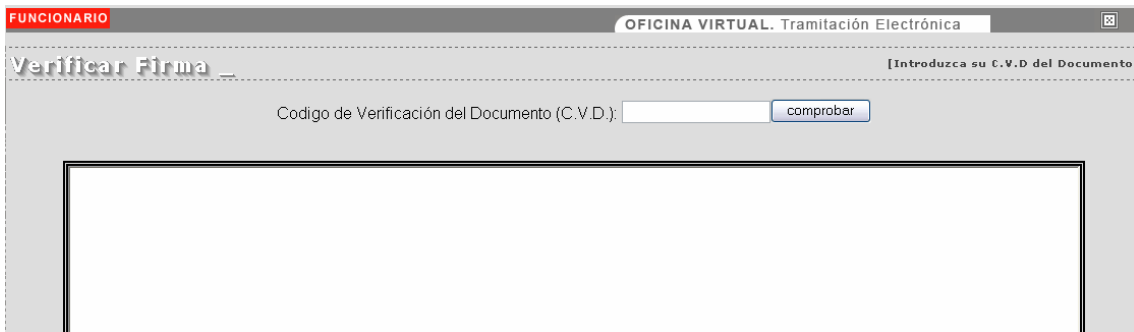 FUNCIONARIO
OFICINA VIRTUAL. Tramitación Electrónica
Verificar Firma _
[Introduzca su C.V.D del Documento
Codigo de Verificación del Documento (C.V.D.):
comprobar